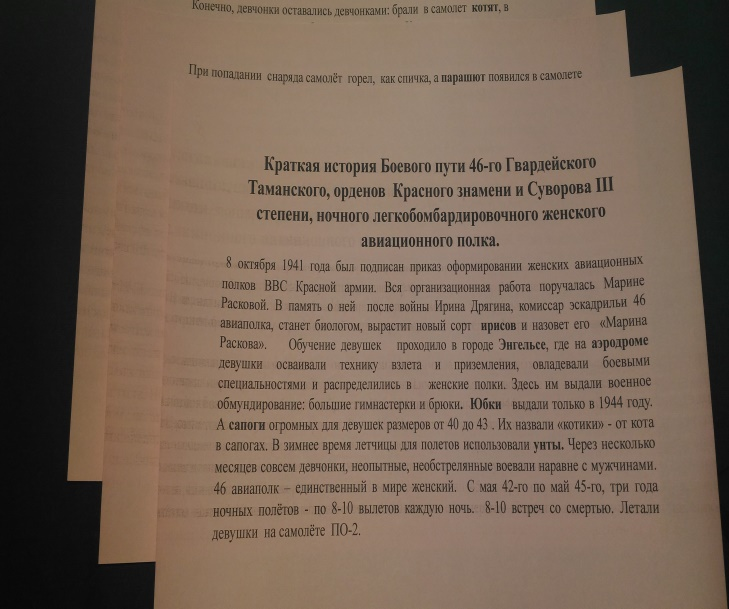 Конечно, девчонки оставались девчонками: брали в самолет котят, в
При попадании снаряда самолёт горел, как спичка, а парашют появился в самолете
Краткая история Боевого пути 46-го Гвардейского
Таманского, орденов Красного знамени и Суворова III
степени, ночного легкобомбардировочного женского
авиационного полка.
8 октября 1941 года был подписан приказ оформировании женских авиационных
полков ВВС Красной армии. Вся организационная работа поручалась Марине
Расковой. В память о ней после войны Ирина Дрягина, комиссар эскадрильи 46
авиаполка, станет биологом, вырастит новый сорт ирисов и назовет его «Марина
Раскова». Обучение девушек проходило в городе Энгельсе, где на аэродроме
девушки осваивали технику взлета и приземления, овладевали боевыми
специальностями и распределились в женские полки. Здесь им выдали военное
обмундирование: большие гимнастерки и брюки. Юбки выдали только в 1944 году.
А сапоги огромных для девушек размеров от 40 до 43 . Их назвали «котики» - от кота
в сапогах. В зимнее время летчицы для полетов использовали унты. Через несколько
месяцев совсем девчонки, неопытные, необстрелянные воевали наравне с мужчинами.
46 авиаполк – единственный в мире женский. С мая 42-го по май 45-го, три года
ночных полётов - по 8-10 вылетов каждую ночь. 8-10 встреч со смертью. Летали
девушки на самолёте ПО-2.